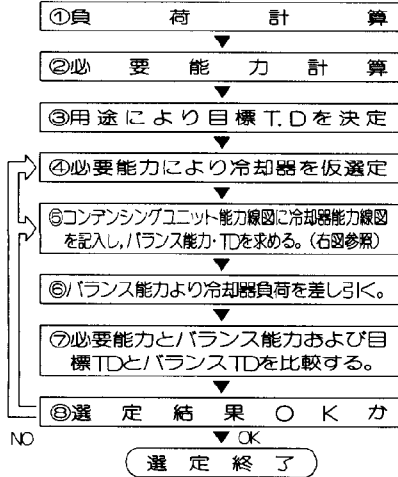 ①負荷計算
②必要能力計算
③用途により目標T.Dを決定
④必要能力により冷却器を仮選定
⑤コンデンシングユニット能力線図に冷却器能力線図
を記入し,バランス能力・TDを求める。(右図参照)
⑥バランス能力より冷却器負荷を差し引く。
⑦必要能力とバランス能力および目
標TDとバランスTDを比較する。
⑧選定結果OKか
NO
OK
選定終了